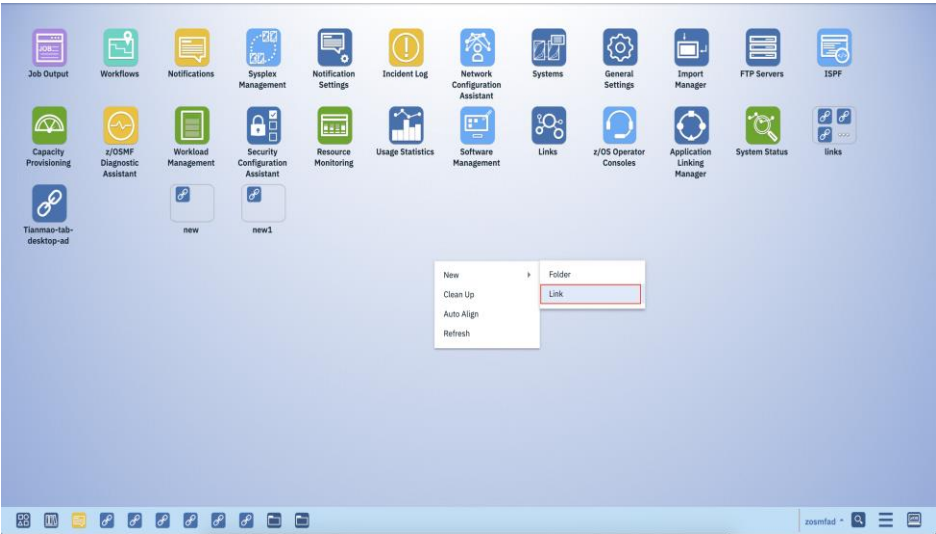 Job Output
Workflows
Notifications
Sysplex
Management
Notification
Settings
Incident Log
Network
Configuration
Assistant
Systems
General
Settings
Import
Manager
FTP Servers
ISPF
Capacity
Provisioning
z/OSMF
Diagnostic
Assistant
Workload
Management
Security
Configuration
Assistant
Resource
Monitoring
Usage Statistics
Software
Management
Links
z/OS Operator
Consoles
Application
Linking
Manager
System Status
links
Tianmao-tab-
desktop-ad
new
new1
New
Folder
Clean Up
Link
Auto Align
Refresh
zosmfad